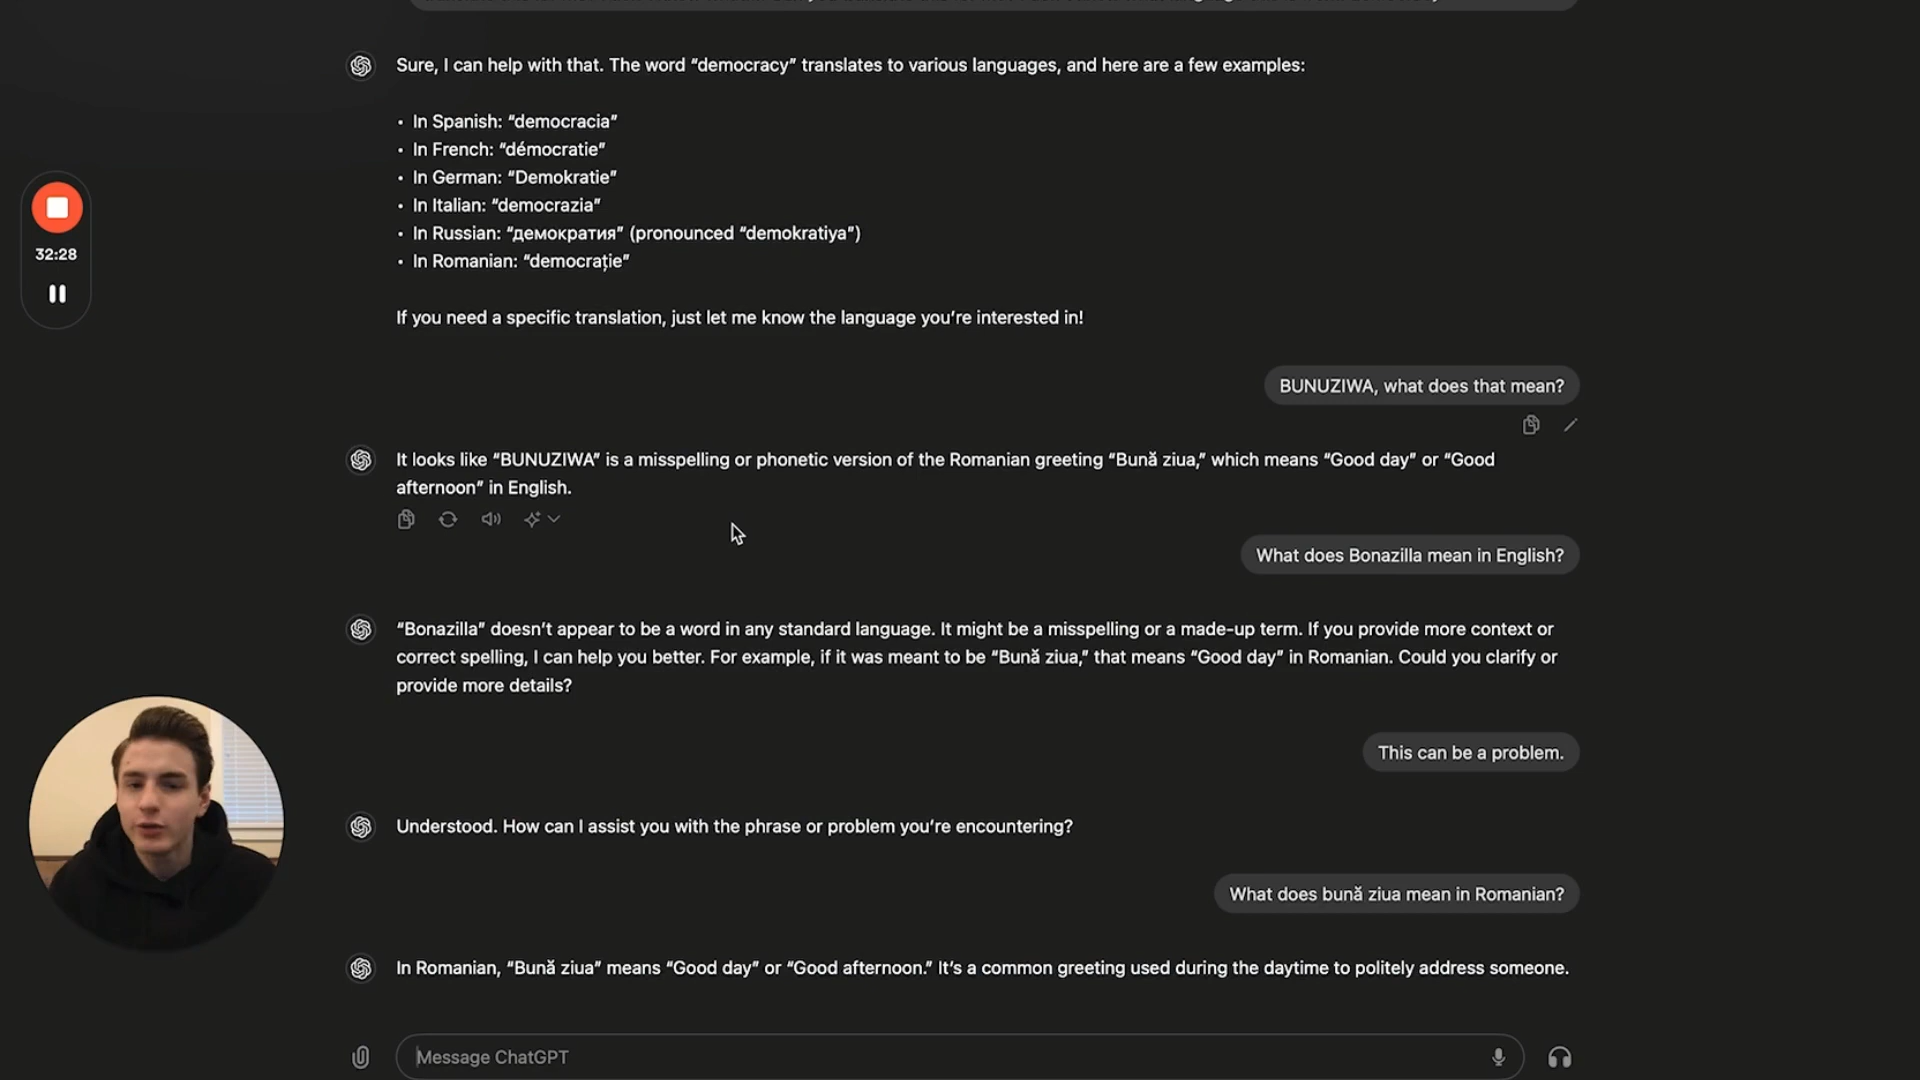 Sure, I can help with that. The word “democracy” translates to various languages, and here are a few examples:
• In Spanish: “democracia”
• In French: “démocratie”
• In German: “Demokratie”
• In Italian: “democrazia”
• In Russian: “демократия” (pronounced “demokratiya”)
• In Romanian: “democrație”
32:28
If you need a specific translation, just let me know the language you’re interested in!
BUNUZIWA, what does that mean?
It looks like “BUNUZIWA” is a misspelling or phonetic version of the Romanian greeting “Bună ziua,” which means “Good day” or “Good
afternoon” in English.
What does Bonazilla mean in English?
“Bonazilla” doesn’t appear to be a word in any standard language. It might be a misspelling or a made-up term. If you provide more context or
correct spelling, I can help you better. For example, if it was meant to be “Bună ziua,” that means “Good day” in Romanian. Could you clarify or
provide more details?
This can be a problem.
Understood. How can I assist you with the phrase or problem you’re encountering?
What does bună ziua mean in Romanian?
In Romanian, “Bună ziua” means “Good day” or “Good afternoon.” It’s a common greeting used during the daytime to politely address someone.
Message ChatGPT